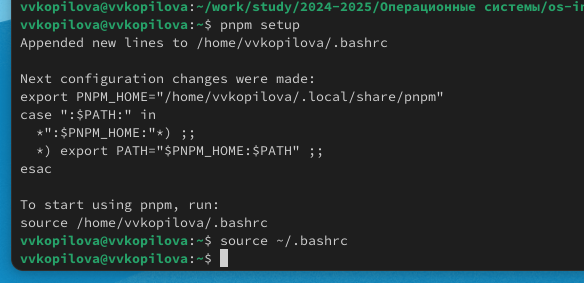 vvkopilova@vvkopilova:~/work/study/2024-2025/Операционные системы/os-in
vvkopilova@vvkopilova:~$ pnpm setup
Appended new lines to /home/vvkopilova/.bashrc

Next configuration changes were made:
export PNPM_HOME="/home/vvkopilova/.local/share/pnpm"
case ":$PATH:" in
  *":$PNPM_HOME:"*) ;;
  *) export PATH="$PNPM_HOME:$PATH" ;;
esac

To start using pnpm, run:
source /home/vvkopilova/.bashrc
vvkopilova@vvkopilova:~$ source ~/.bashrc
vvkopilova@vvkopilova:~$